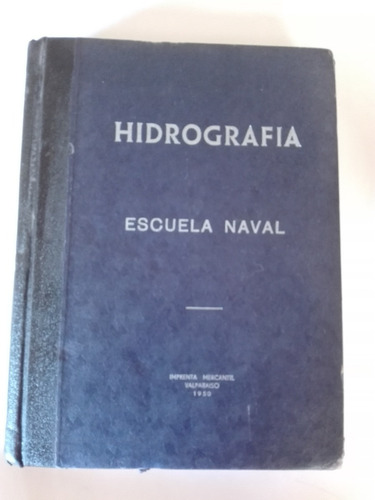 HIDROGRAFIA
ESCUELA NAVAL
IMPRENTA MERCANTIL
VALPARAISO
1950